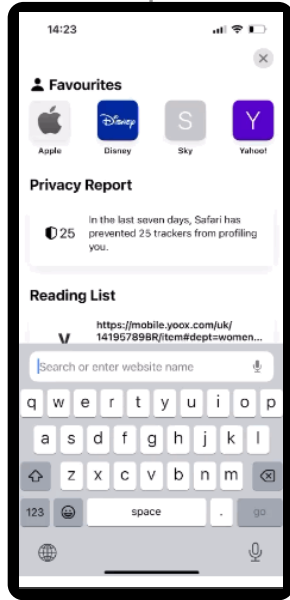 14:23
Favourites
Disney
S
Y
Apple
Disney
Sky
Yahoo!
Privacy Report
25
In the last seven days, Safari has
prevented 25 trackers from profiling
you.
Reading List
https://mobile.yoox.com/uk/
14195789BR/item#dept=women...
Y
Search or enter website name
q w e r t y u i o p
a s d f g h j k l
z x c v b n m
123
space
.
go